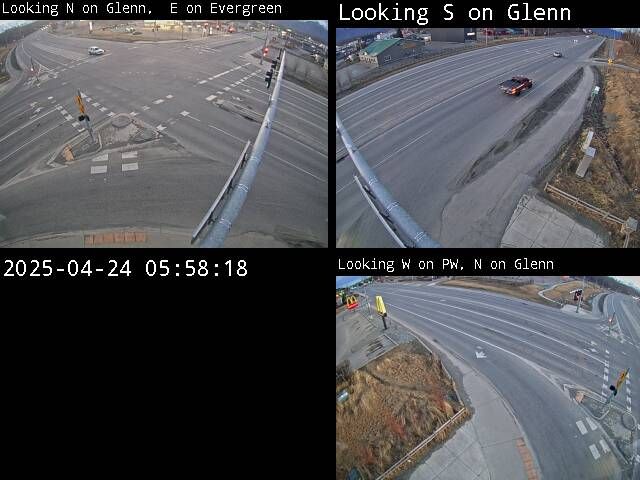 Looking N on Glenn,  E on Evergreen
Looking S on Glenn
2025-04-24 05:58:18
Looking W on PW, N on Glenn